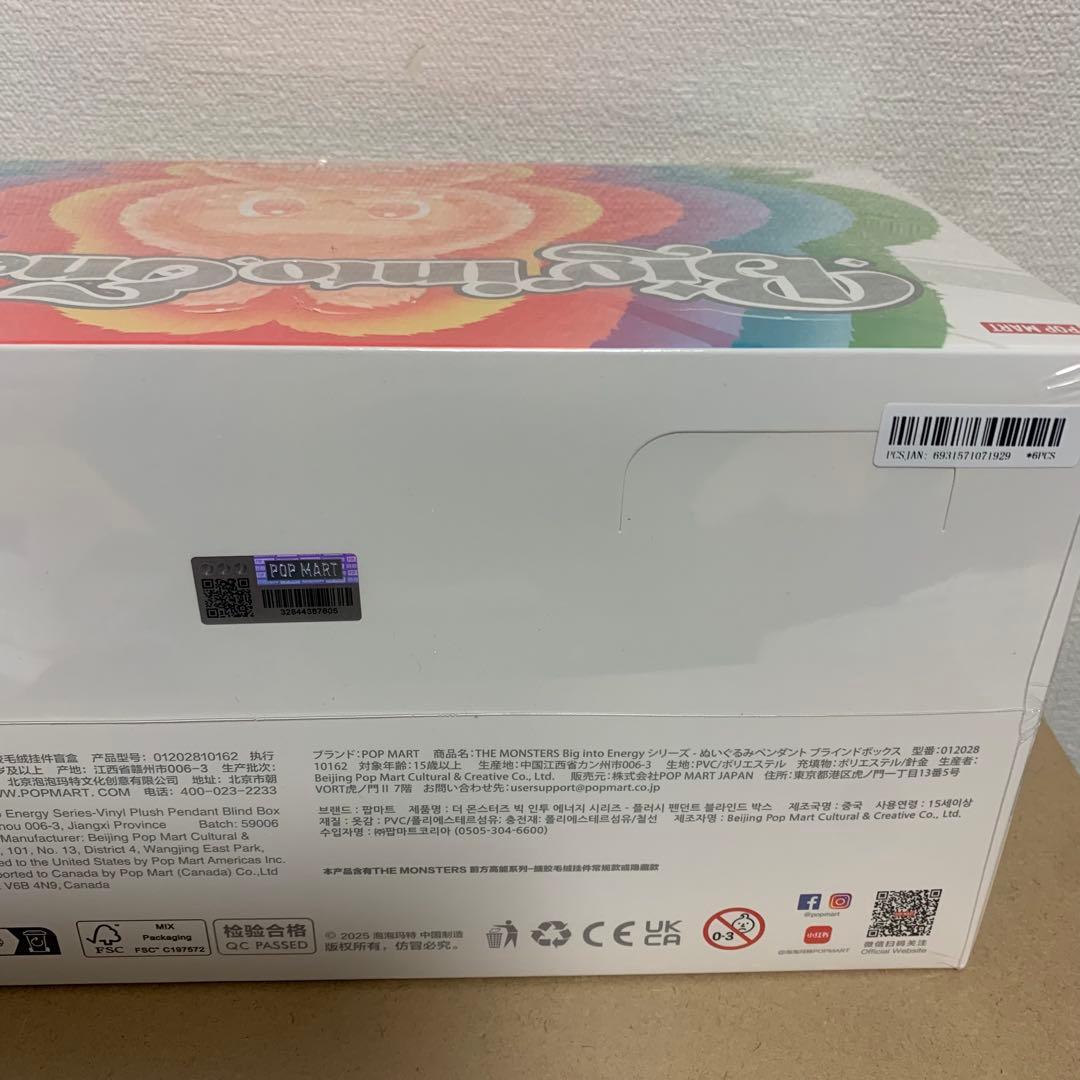 Big into
POP MART
PCSJAN: 6931571071929 *6PCS
POP MART
32844387805
毛绒挂件盲盒 产品型号：01202810162 执行
岁及以上 产地：江西省赣州市006-3 生产批次：
北京泡泡玛特文化创意有限公司 地址：北京市朝
WWW.POPMART.COM 电话：400-023-2233
Energy Series-Vinyl Plush Pendant Blind Box
006-3, Jiangxi Province Batch: 59006
Manufacturer: Beijing Pop Mart Cultural &
101, No. 13, District 4, Wangjing East Park,
ed to the United States by Pop Mart Americas Inc.
ported to Canada by Pop Mart (Canada) Co.,Ltd
V6B 4N9, Canada
ブランド：POP MART 商品名：THE MONSTERS Big into Energy シリーズ - ぬいぐるみペンダント ブラインドボックス 型番：012028
10162 対象年齢：15歳以上 生産地：中国江西省カン州市006-3 生地：PVC/ポリエステル 充填物：ポリエステル/針金 生産者：
Beijing Pop Mart Cultural & Creative Co., Ltd. 販売元：株式会社POP MART JAPAN 住所：東京都港区虎ノ門一丁目13番5号
VORT虎ノ門Ⅱ 7階 お問い合わせ先：usersupport@popmart.co.jp
브랜드 : 팝마트 제품명 : 더 몬스터즈 빅 인투 에너지 시리즈 - 플러시 펜던트 블라인드 박스 제조국명 : 중국 사용연령 : 15세이상
재질 : 옷감 : PVC/폴리에스테르섬유; 충전재: 폴리에스테르섬유/철선 제조자명 : Beijing Pop Mart Cultural & Creative Co., Ltd.
수입자명 : ㈜팝마트코리아 (0505-304-6600)
本产品含有THE MONSTERS 前方高能系列-搪胶毛绒挂件常规款或隐藏款
FSC
MIX
Packaging
FSC™ C197572
检验合格
QC PASSED
© 2025 泡泡玛特 中国制造
版权所有，仿冒必究。
CE
UK
CA
0-3
@popmart
小红书
@泡泡玛特POPMART
微信扫码关注
Official Website